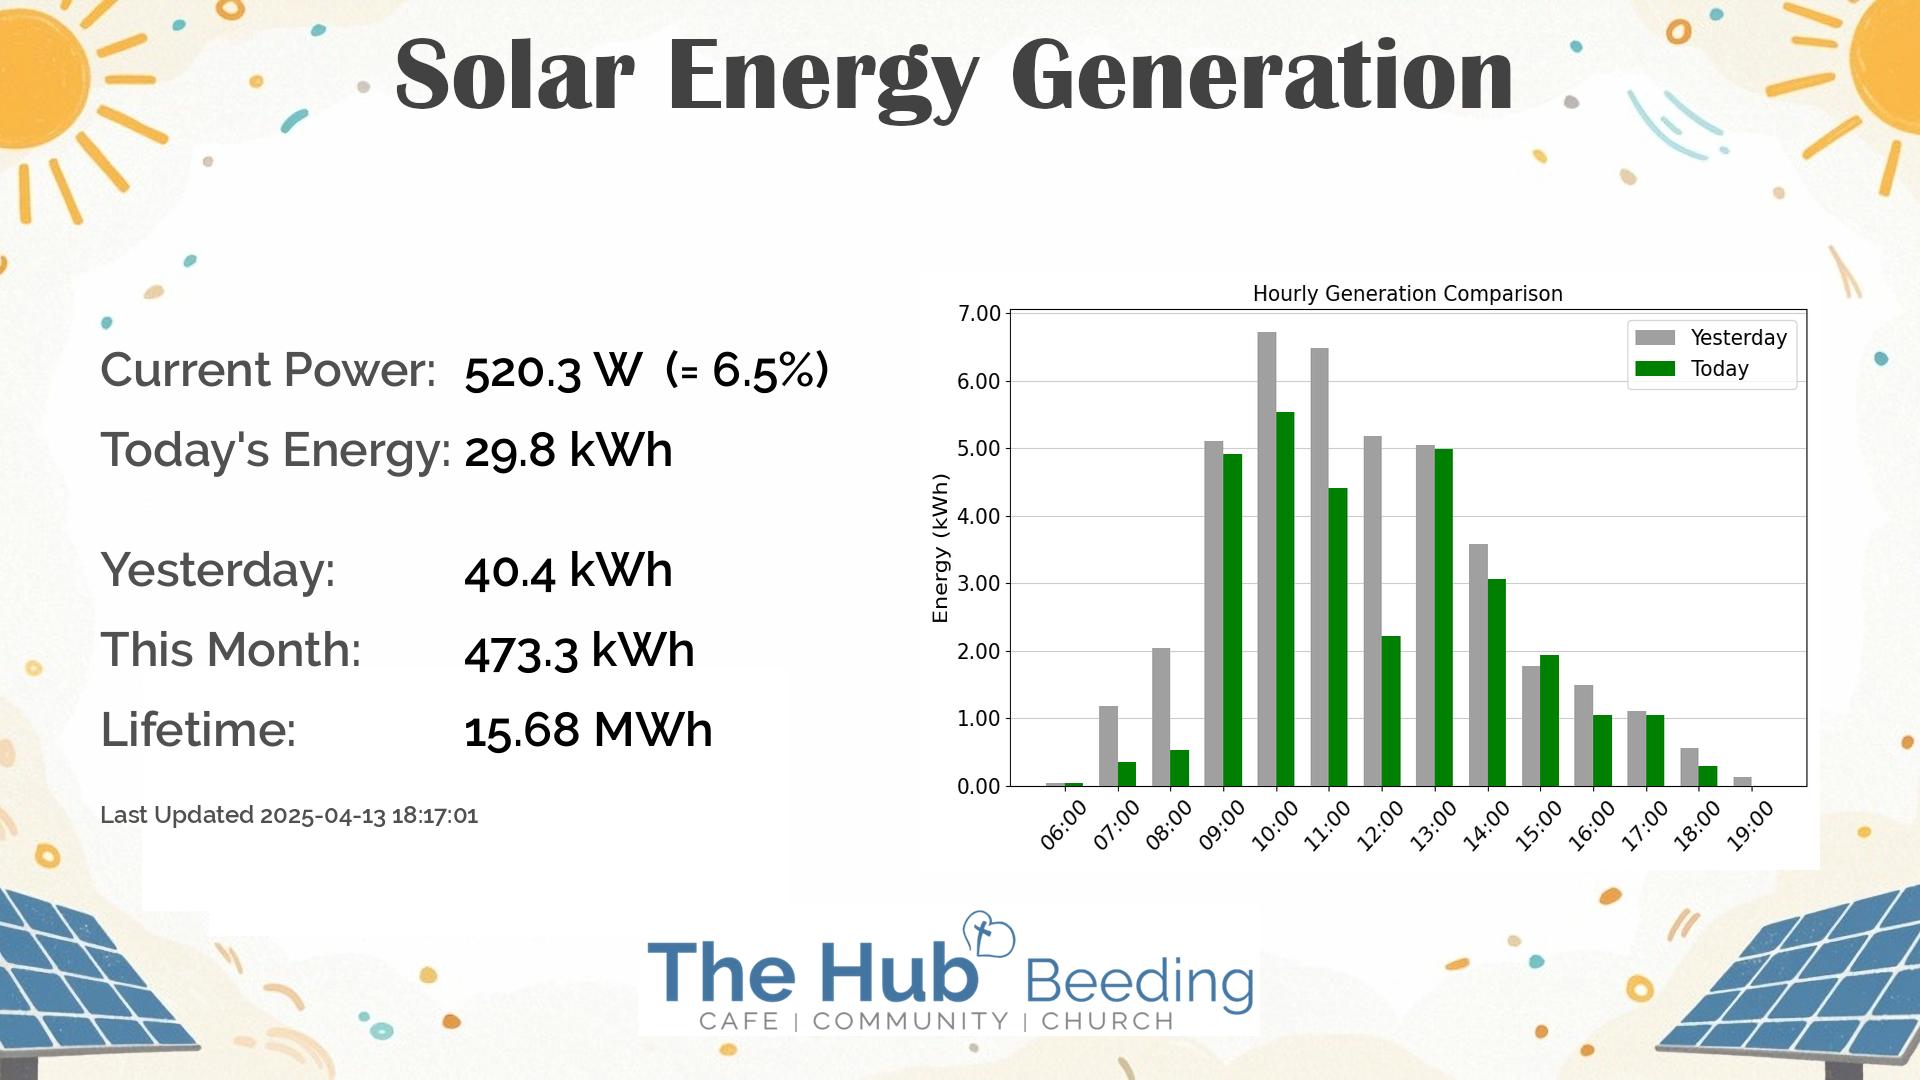 Solar Energy Generation
Current Power: 520.3 W (= 6.5%)
Today's Energy: 29.8 kWh
Yesterday: 40.4 kWh
This Month: 473.3 kWh
Lifetime: 15.68 MWh
Last Updated 2025-04-13 18:17:01
Hourly Generation Comparison
Yesterday
Today
Energy (kWh)
7.00
6.00
5.00
4.00
3.00
2.00
1.00
0.00
06:00 07:00 08:00 09:00 10:00 11:00 12:00 13:00 14:00 15:00 16:00 17:00 18:00 19:00
The Hub Beeding
CAFE | COMMUNITY | CHURCH